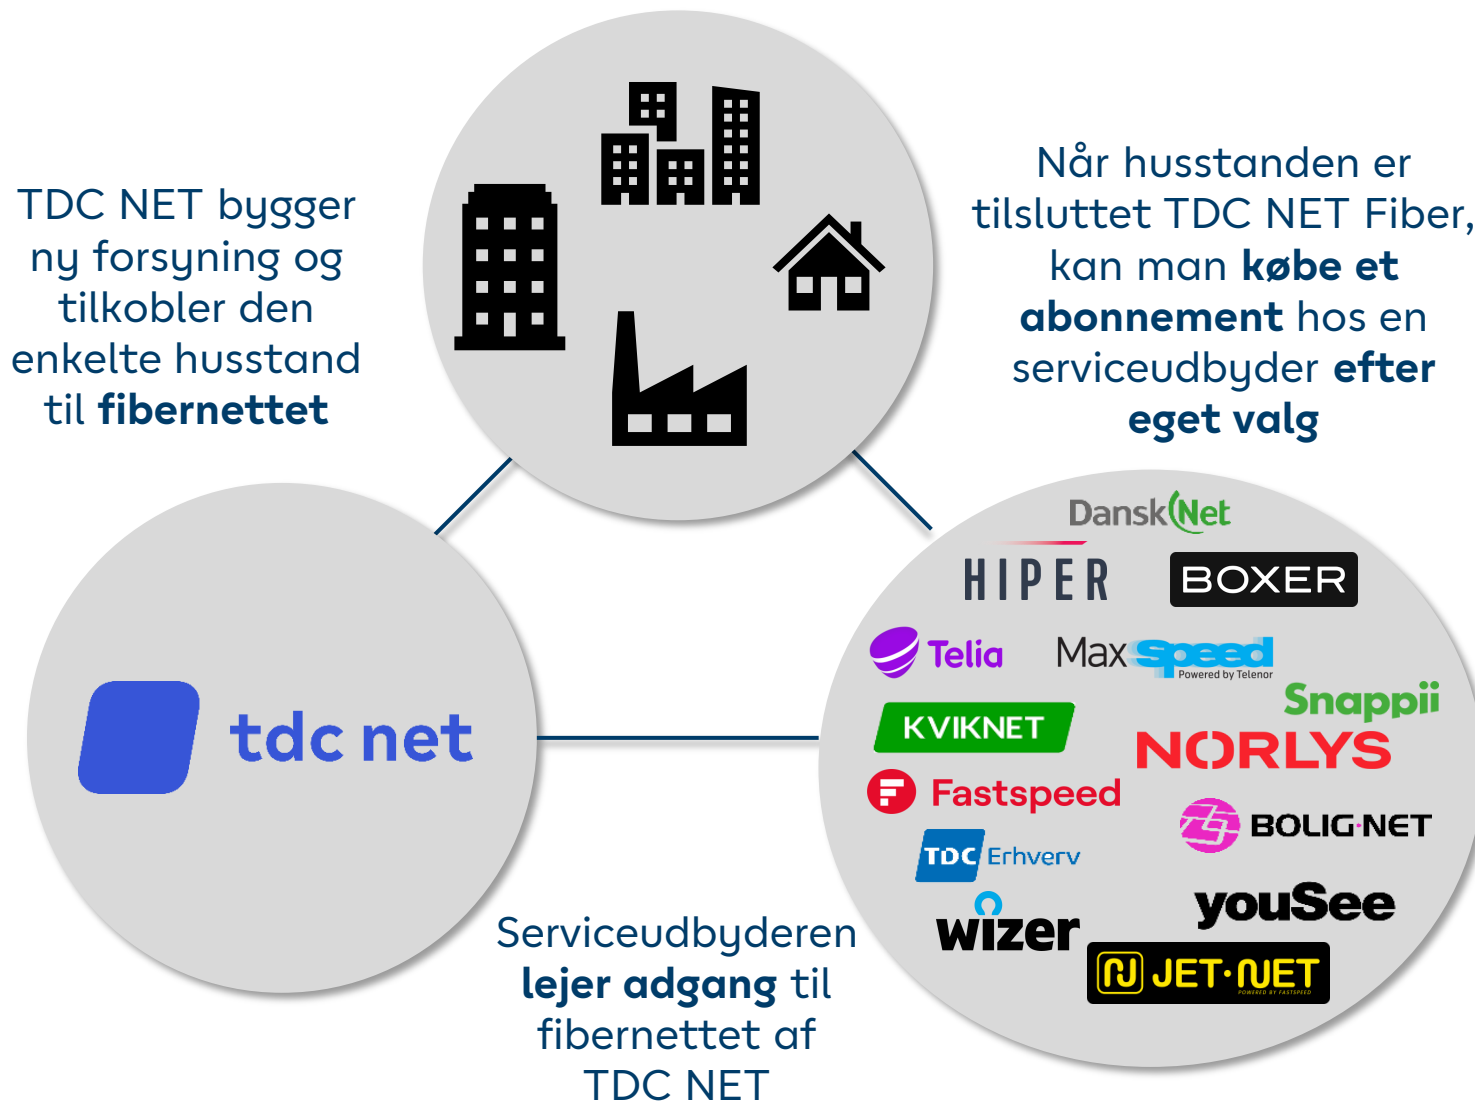 TDC NET bygger
ny forsyning og
tilkobler den
enkelte husstand
til fibernettet
Når husstanden er
tilsluttet TDC NET Fiber,
kan man købe et
abonnement hos en
serviceudbyder efter
eget valg
tdc net
DanskNet
HIPER
BOXER
Telia
MaxSpeed
Powered by Telenor
Snappii
KVIKNET
NORLYS
Fastspeed
BOLIG·NET
TDC Erhverv
youSee
wizer
JET·NET
POWERED BY FASTSPEED
Serviceudbyderen
lejer adgang til
fibernettet af
TDC NET